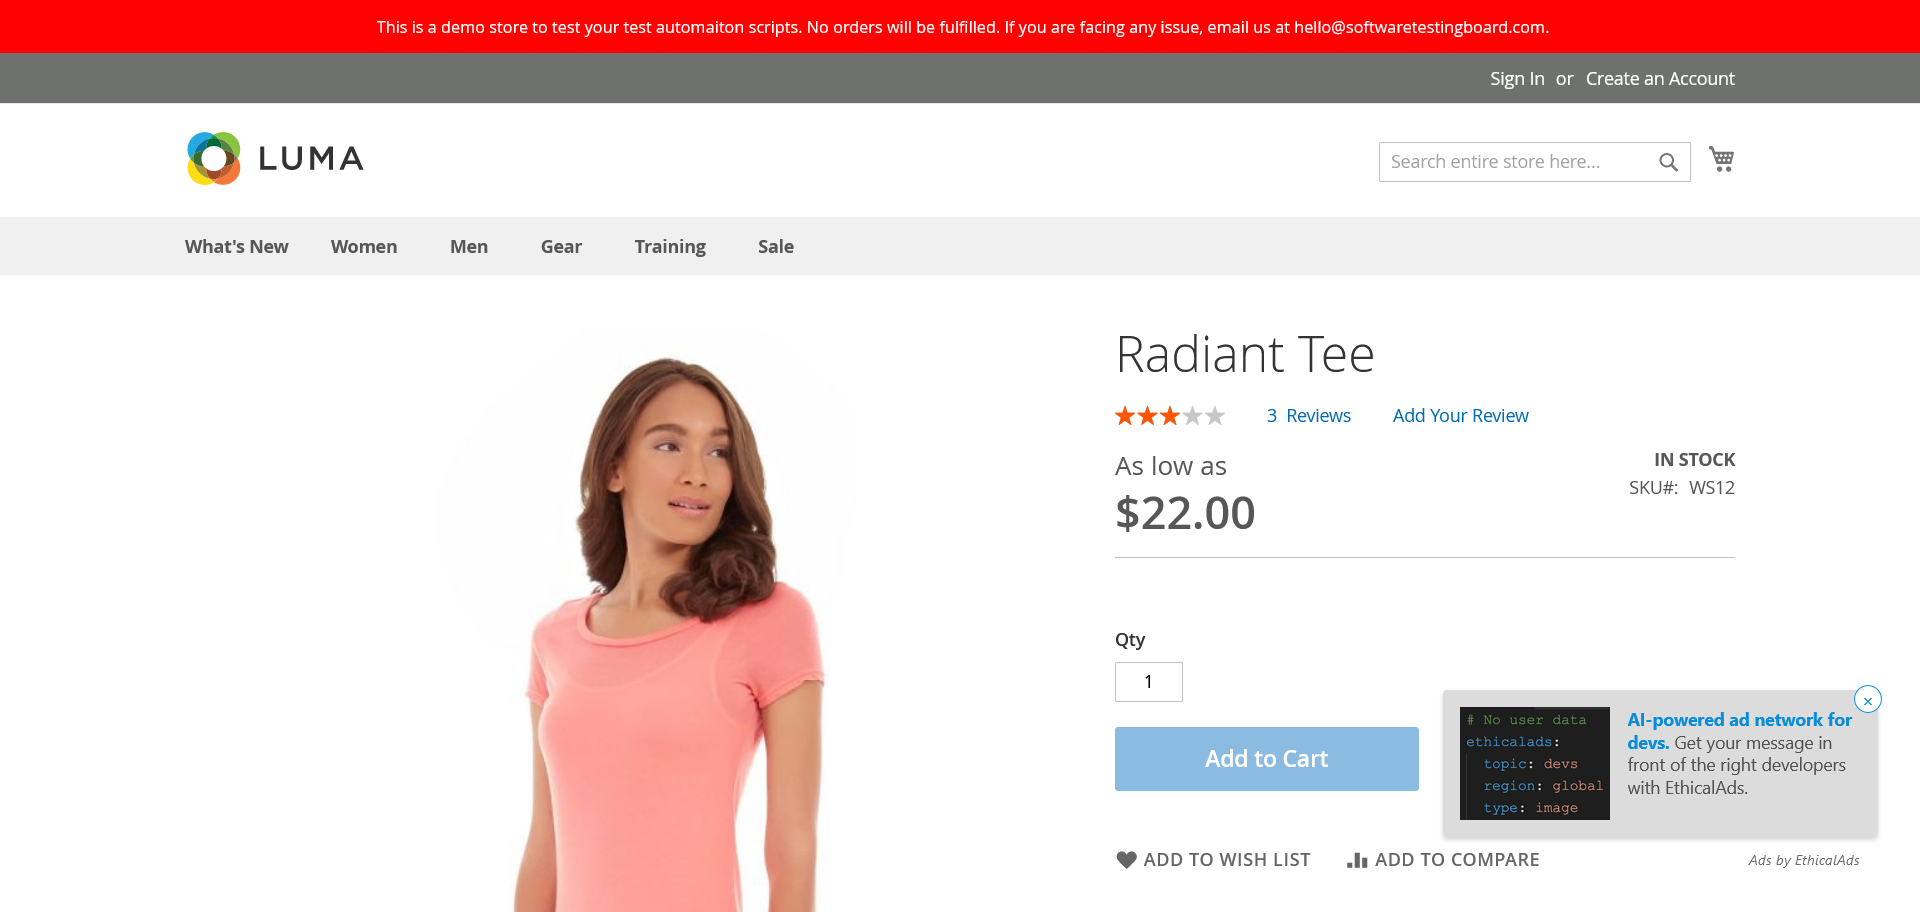 This is a demo store to test your test automaiton scripts. No orders will be fulfilled. If you are facing any issue, email us at hello@softwaretestingboard.com.
Sign In or Create an Account
LUMA
Search entire store here...
What's New Women Men Gear Training Sale
Radiant Tee
3 Reviews Add Your Review
As low as
$22.00
IN STOCK
SKU#: WS12
Qty
1
Add to Cart
# No user data
ethicalads:
topic: devs
region: global
type: image
AI-powered ad network for
devs. Get your message in
front of the right developers
with EthicalAds.
×
ADD TO WISH LIST ADD TO COMPARE
Ads by EthicalAds